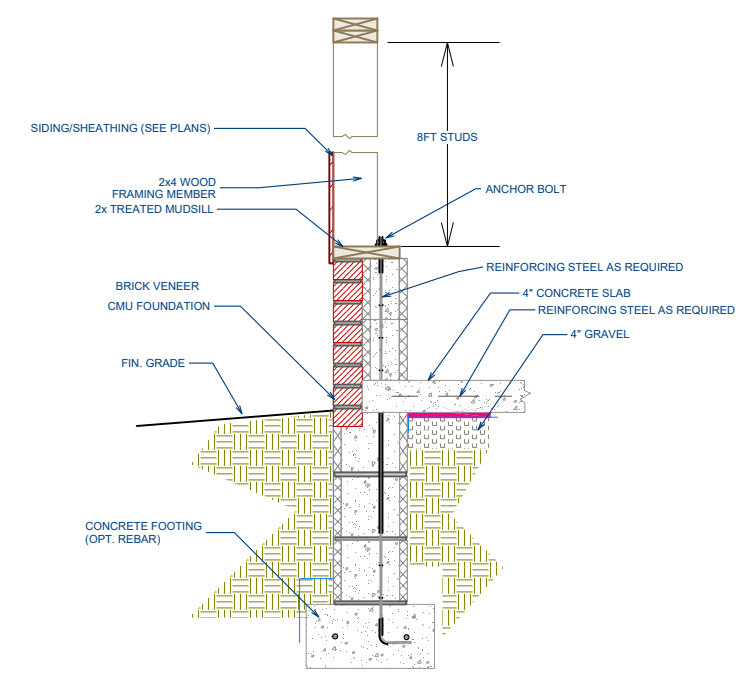 8FT STUDS
SIDING/SHEATHING (SEE PLANS)
2x4 WOOD
FRAMING MEMBER
2x TREATED MUDSILL
ANCHOR BOLT
REINFORCING STEEL AS REQUIRED
4" CONCRETE SLAB
REINFORCING STEEL AS REQUIRED
4" GRAVEL
BRICK VENEER
CMU FOUNDATION
FIN. GRADE
CONCRETE FOOTING
(OPT. REBAR)